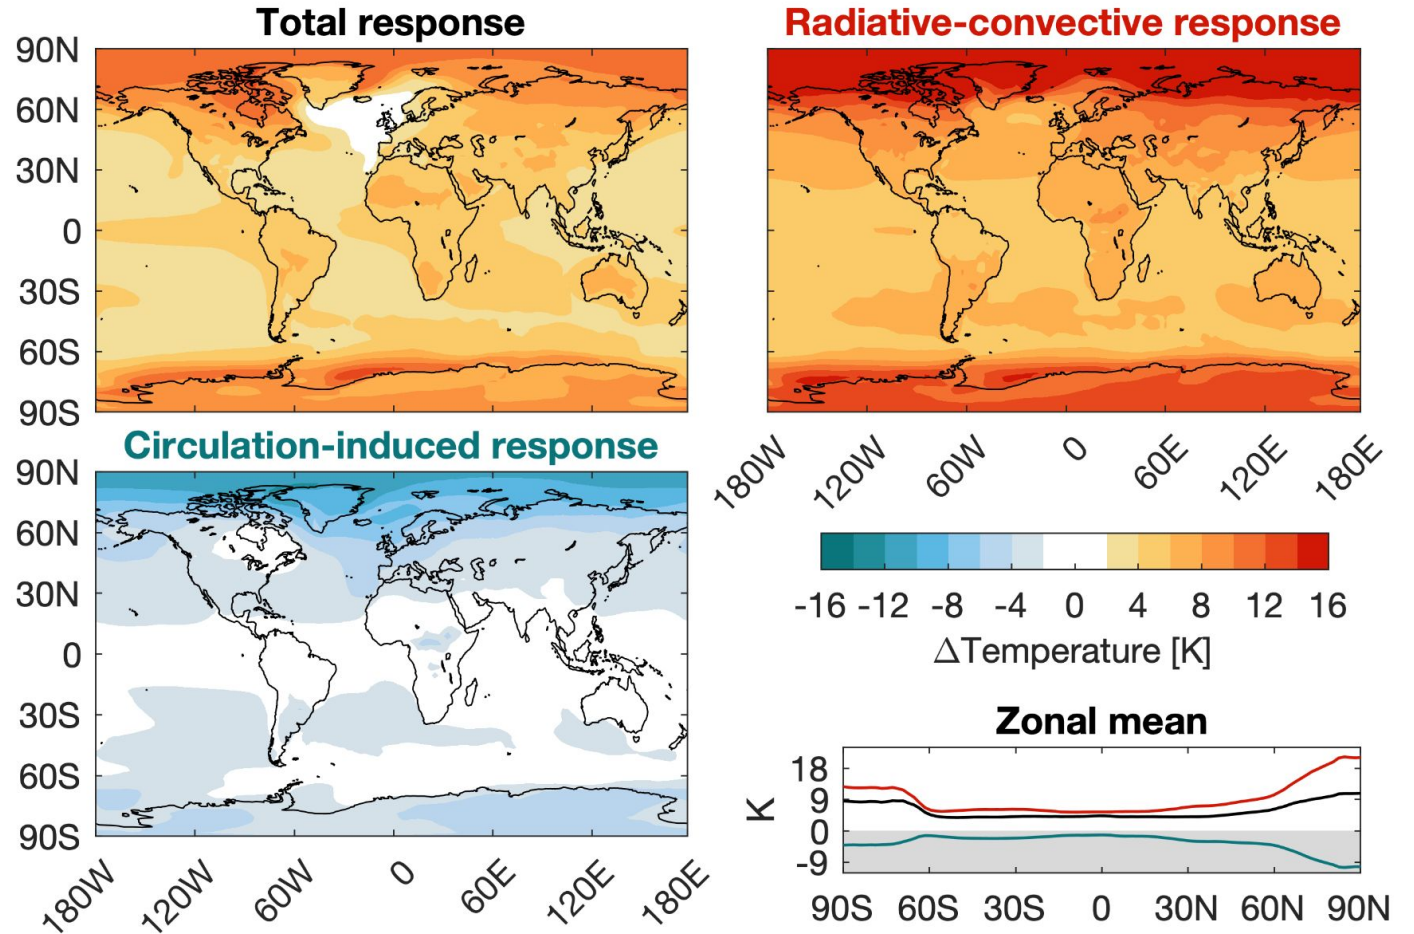 Total response
90N
60N
30N
0
30S
60S
90S
Radiative-convective response
180W 120W 60W 0 60E 120E 180E
Circulation-induced response
90N
60N
30N
0
30S
60S
90S
180W 120W 60W 0 60E 120E 180E
-16 -12 -8 -4 0 4 8 12 16
ΔTemperature [K]
Zonal mean
K
18
9
0
-9
90S 60S 30S 0 30N 60N 90N